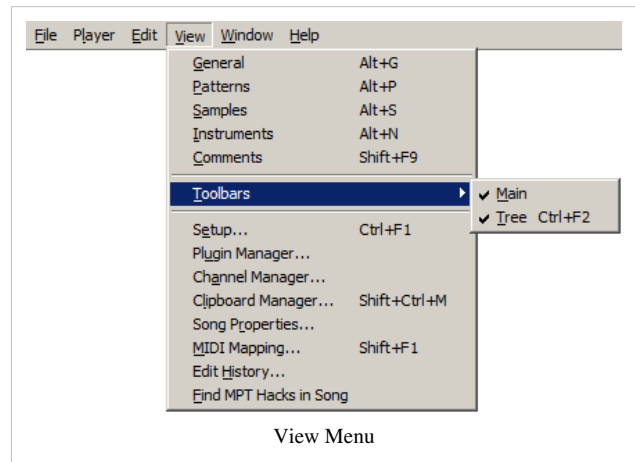 File Player Edit View Window Help
General Alt+G
Patterns Alt+P
Samples Alt+S
Instruments Alt+N
Comments Shift+F9
Toolbars
Main
Tree Ctrl+F2
Setup... Ctrl+F1
Plugin Manager...
Channel Manager...
Clipboard Manager... Shift+Ctrl+M
Song Properties...
MIDI Mapping... Shift+F1
Edit History...
Find MPT Hacks in Song
View Menu